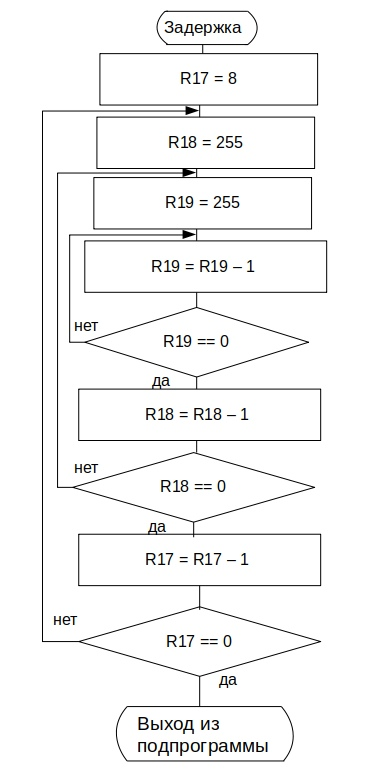 Задержка
R17 = 8
R18 = 255
R19 = 255
R19 = R19 – 1
нет
R19 == 0
да
R18 = R18 – 1
нет
R18 == 0
да
R17 = R17 – 1
нет
R17 == 0
да
Выход из
подпрограммы